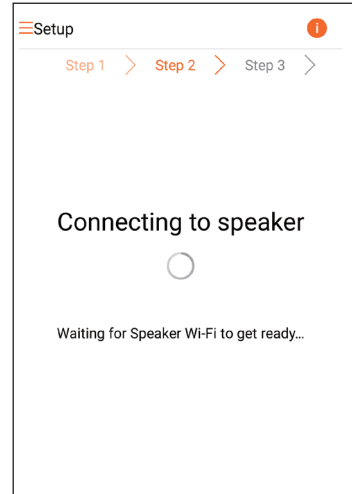 Setup
i
Step 1 Step 2 Step 3
Connecting to speaker
Waiting for Speaker Wi-Fi to get ready...